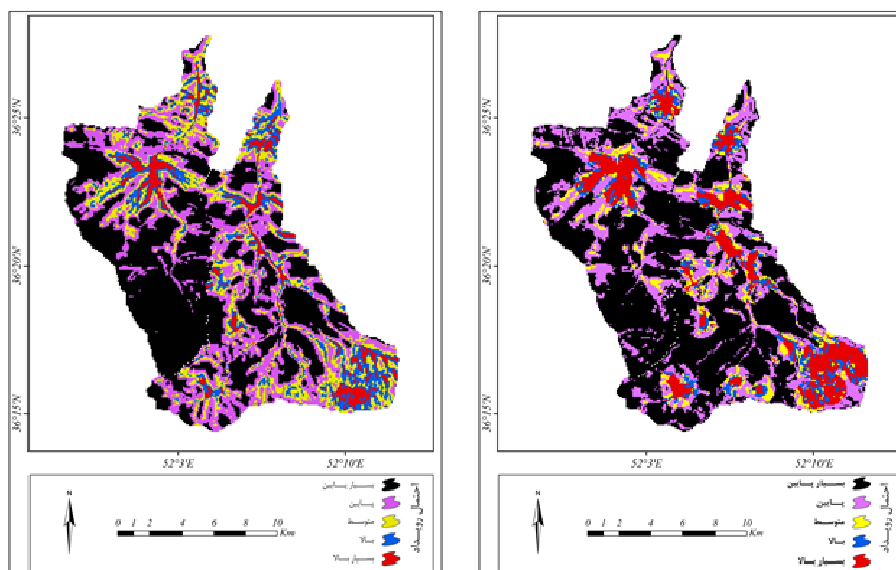 36°25'N
36°20'N
36°15'N
52°3'E
52°10'E
N
0 1 2 4 6 8 10
Km
احتمال رویداد
بسیار پایین
پایین
متوسط
بالا
بسیار بالا
36°25'N
36°20'N
36°15'N
52°3'E
52°10'E
N
0 1 2 4 6 8 10
Km
احتمال رویداد
بسیار پایین
پایین
متوسط
بالا
بسیار بالا